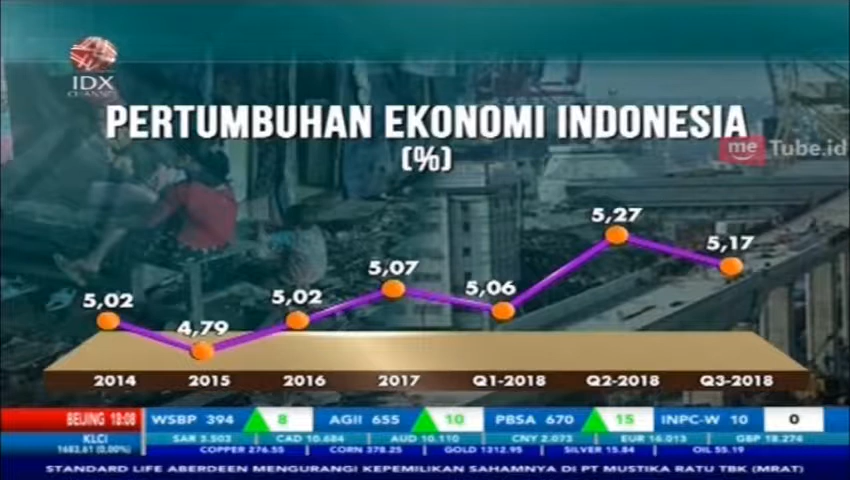 IDX
CHANNEL
PERTUMBUHAN EKONOMI INDONESIA
(%)
me Tube.id
5,02
4,79
5,02
5,07
5,06
5,27
5,17
2014 2015 2016 2017 Q1-2018 Q2-2018 Q3-2018
BEIJING 18:08 WSBP 394 8 AGII 655 10 PBSA 670 15 INPC-W 10 0
KLCI SAR 3.503 CAD 10.684 AUD 10.110 CNY 2.073 EUR 16.013 GBP 18.274
1682,61 (0,00%) COPPER 276.55 CORN 378.25 GOLD 1312.95 SILVER 15.84 OIL 55.19
STANDARD LIFE ABERDEEN MENGURANGI KEPEMILIKAN SAHAMNYA DI PT MUSTIKA RATU TBK (MRAT)